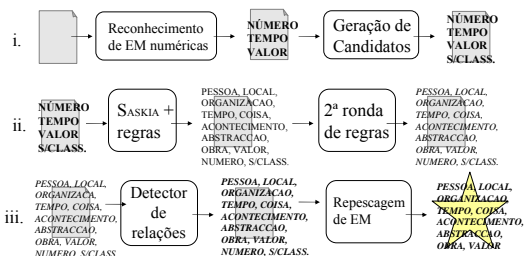 i.
Reconhecimento
de EM numéricas
NÚMERO
TEMPO
VALOR
Geração de
Candidatos
NÚMERO
TEMPO
VALOR
S/CLASS.
ii.
NÚMERO
TEMPO
VALOR
S/CLASS.
SASKIA +
regras
PESSOA, LOCAL,
ORGANIZACAO,
TEMPO, COISA,
ACONTECIMENTO,
ABSTRACCAO,
OBRA, VALOR,
NUMERO, S/CLASS.
2ª ronda
de regras
PESSOA, LOCAL,
ORGANIZACAO,
TEMPO, COISA,
ACONTECIMENTO,
ABSTRACCAO,
OBRA, VALOR,
NUMERO, S/CLASS.
iii.
PESSOA, LOCAL,
ORGANIZACA,
TEMPO, COISA,
ACONTECIMENTO,
ABSTRACCAO,
OBRA, VALOR,
NUMERO, S/CLASS
Detector
de
relações
PESSOA, LOCAL,
ORGANIZACAO,
TEMPO, COISA,
ACONTECIMENTO,
ABSTRACCAO,
OBRA, VALOR,
NUMERO, S/CLASS.
Repescagem
de EM
PESSOA, LOCAL,
ORGANIZACAO,
TEMPO, COISA,
ACONTECIMENTO,
ABSTRACCAO,
OBRA, VALOR